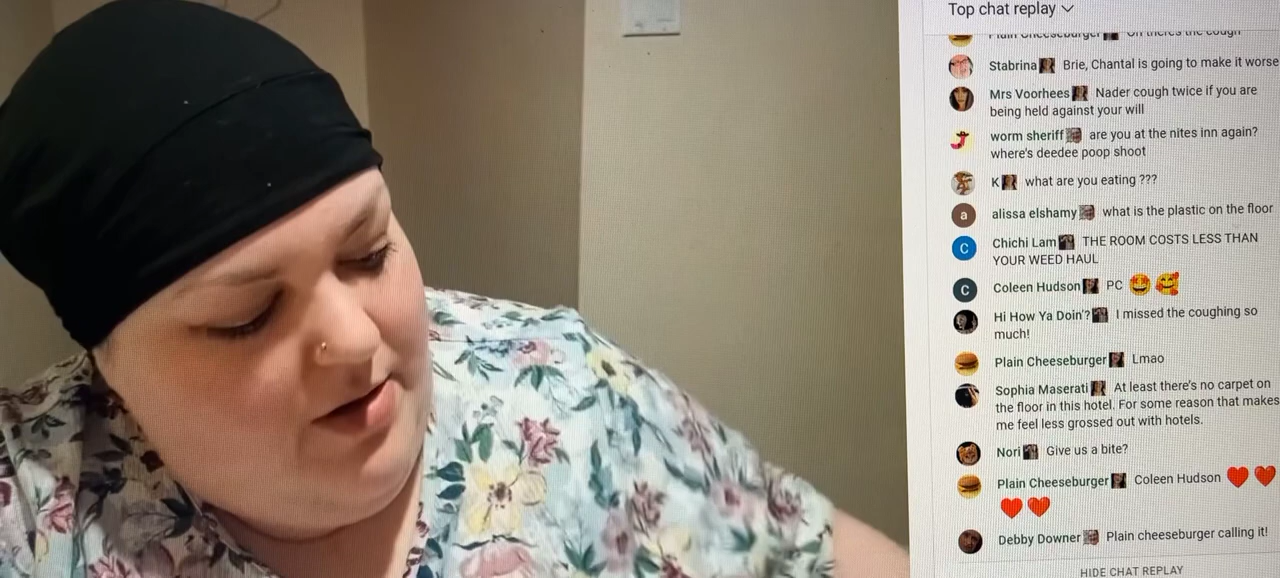 Top chat replay
Plain Cheeseburger Oh theres the cough
Stabrina Brie, Chantal is going to make it worse
Mrs Voorhees Nader cough twice if you are
being held against your will
worm sheriff are you at the nites inn again?
where's deedee poop shoot
K what are you eating ???
a alissa elshamy what is the plastic on the floor
C Chichi Lam THE ROOM COSTS LESS THAN
YOUR WEED HAUL
C Coleen Hudson PC 🤩 🥰
Hi How Ya Doin'? I missed the coughing so
much!
Plain Cheeseburger Lmao
Sophia Maserati At least there's no carpet on
the floor in this hotel. For some reason that makes
me feel less grossed out with hotels.
Nori Give us a bite?
Plain Cheeseburger Coleen Hudson ❤️ ❤️
❤️ ❤️
Debby Downer Plain cheeseburger calling it!
HIDE CHAT REPLAY